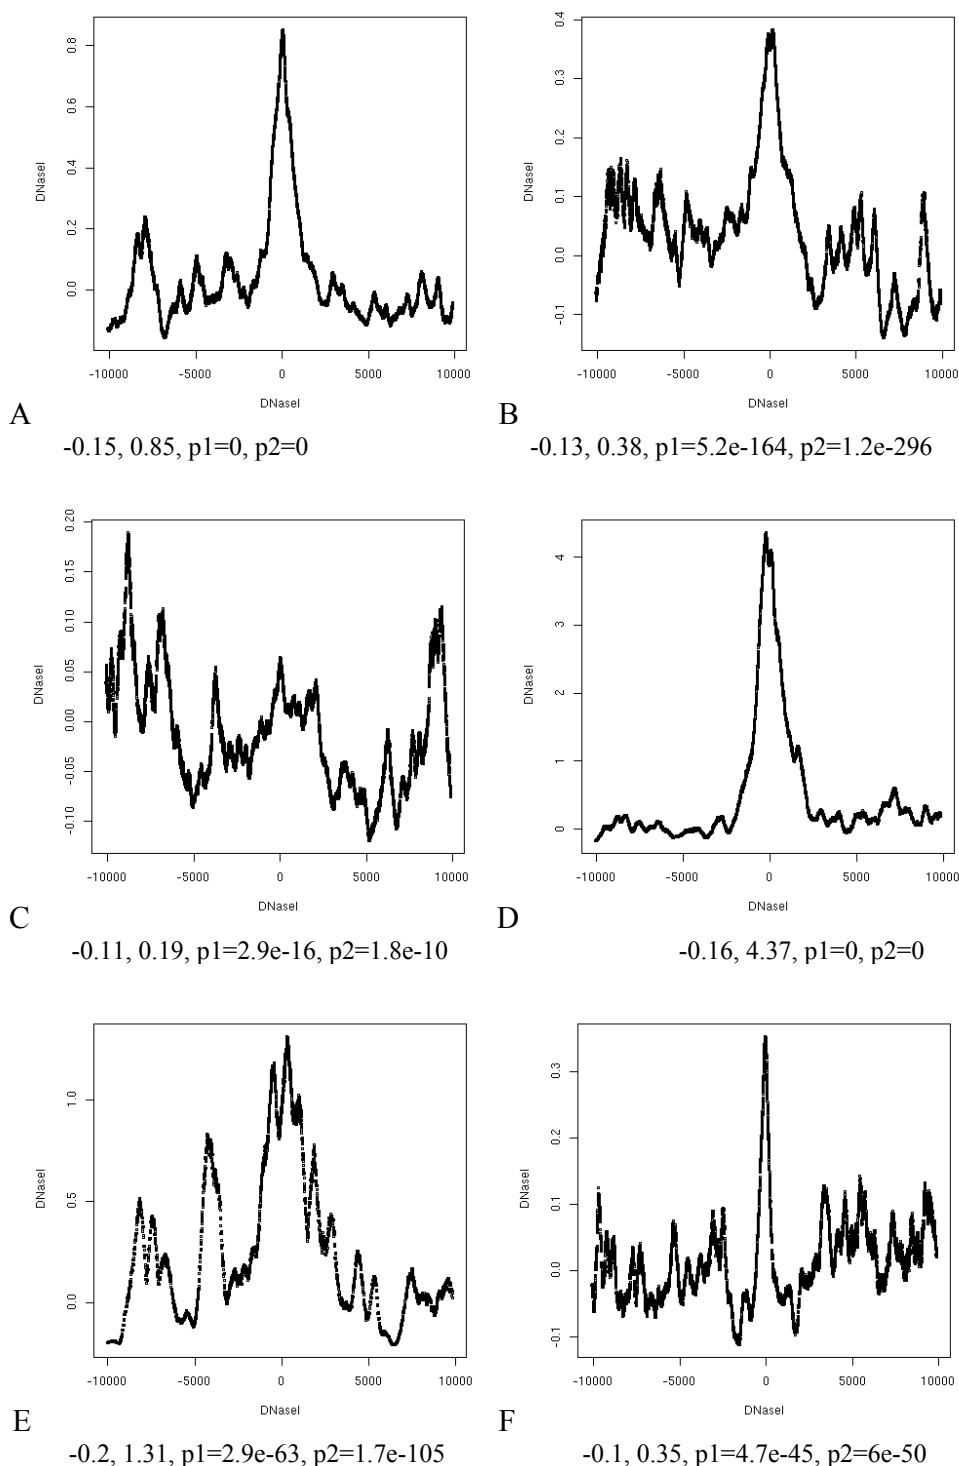 0.0 0.2 0.4 0.6 0.8
DNaseI
-10000 -5000 0 5000 10000
DNaseI
A
-0.15, 0.85, p1=0, p2=0
-0.1 0.0 0.1 0.2 0.3 0.4
DNaseI
-10000 -5000 0 5000 10000
DNaseI
B
-0.13, 0.38, p1=5.2e-164, p2=1.2e-296
-0.10 -0.05 0.00 0.05 0.10 0.15 0.20
DNaseI
-10000 -5000 0 5000 10000
DNaseI
C
-0.11, 0.19, p1=2.9e-16, p2=1.8e-10
0 1 2 3 4
DNaseI
-10000 -5000 0 5000 10000
DNaseI
D
-0.16, 4.37, p1=0, p2=0
0.0 0.5 1.0
DNaseI
-10000 -5000 0 5000 10000
DNaseI
E
-0.2, 1.31, p1=2.9e-63, p2=1.7e-105
-0.1 0.0 0.1 0.2 0.3
DNaseI
-10000 -5000 0 5000 10000
DNaseI
F
-0.1, 0.35, p1=4.7e-45, p2=6e-50